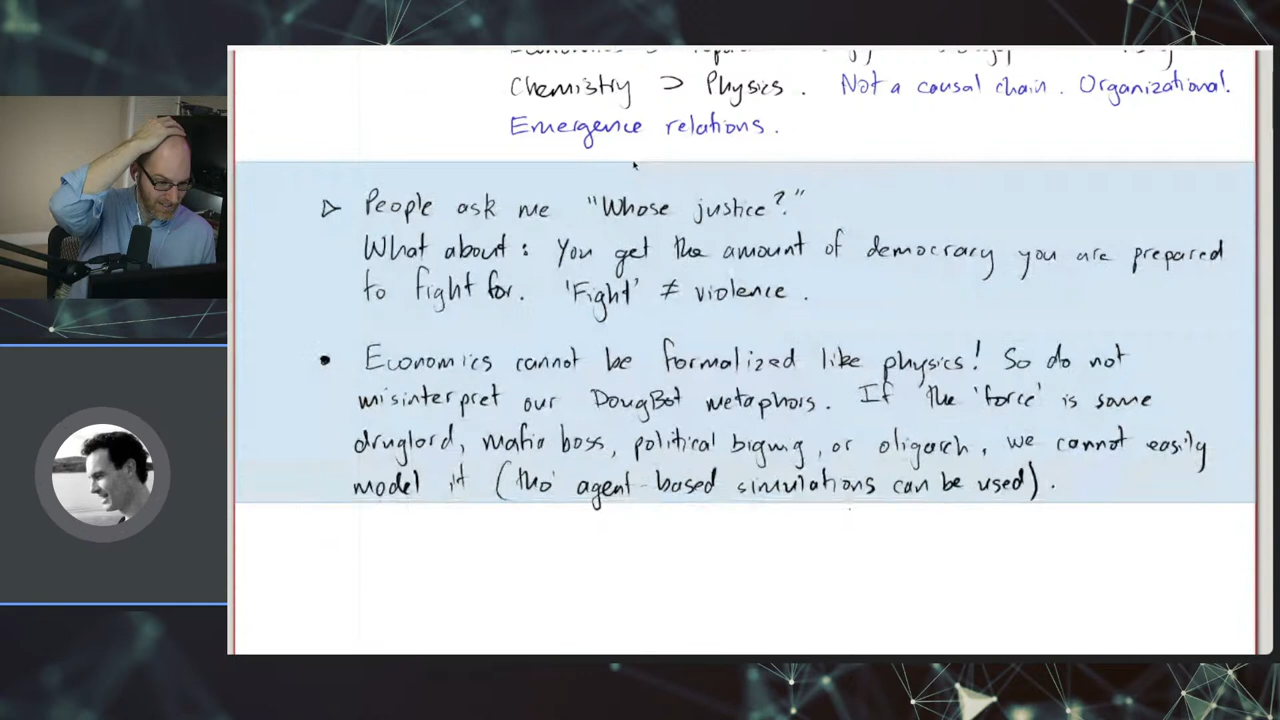 Chemistry ⊃ Physics. Not a causal chain. Organizational.
Emergence relations.
▷ People ask me "Whose justice?"
What about: You get the amount of democracy you are prepared
to fight for. 'Fight' ≠ violence.
• Economics cannot be formalized like physics! So do not
misinterpret our DougBot metaphors. If the 'force' is some
druglord, mafia boss, political bigwig, or oligarch, we cannot easily
model it (tho' agent-based simulations can be used).